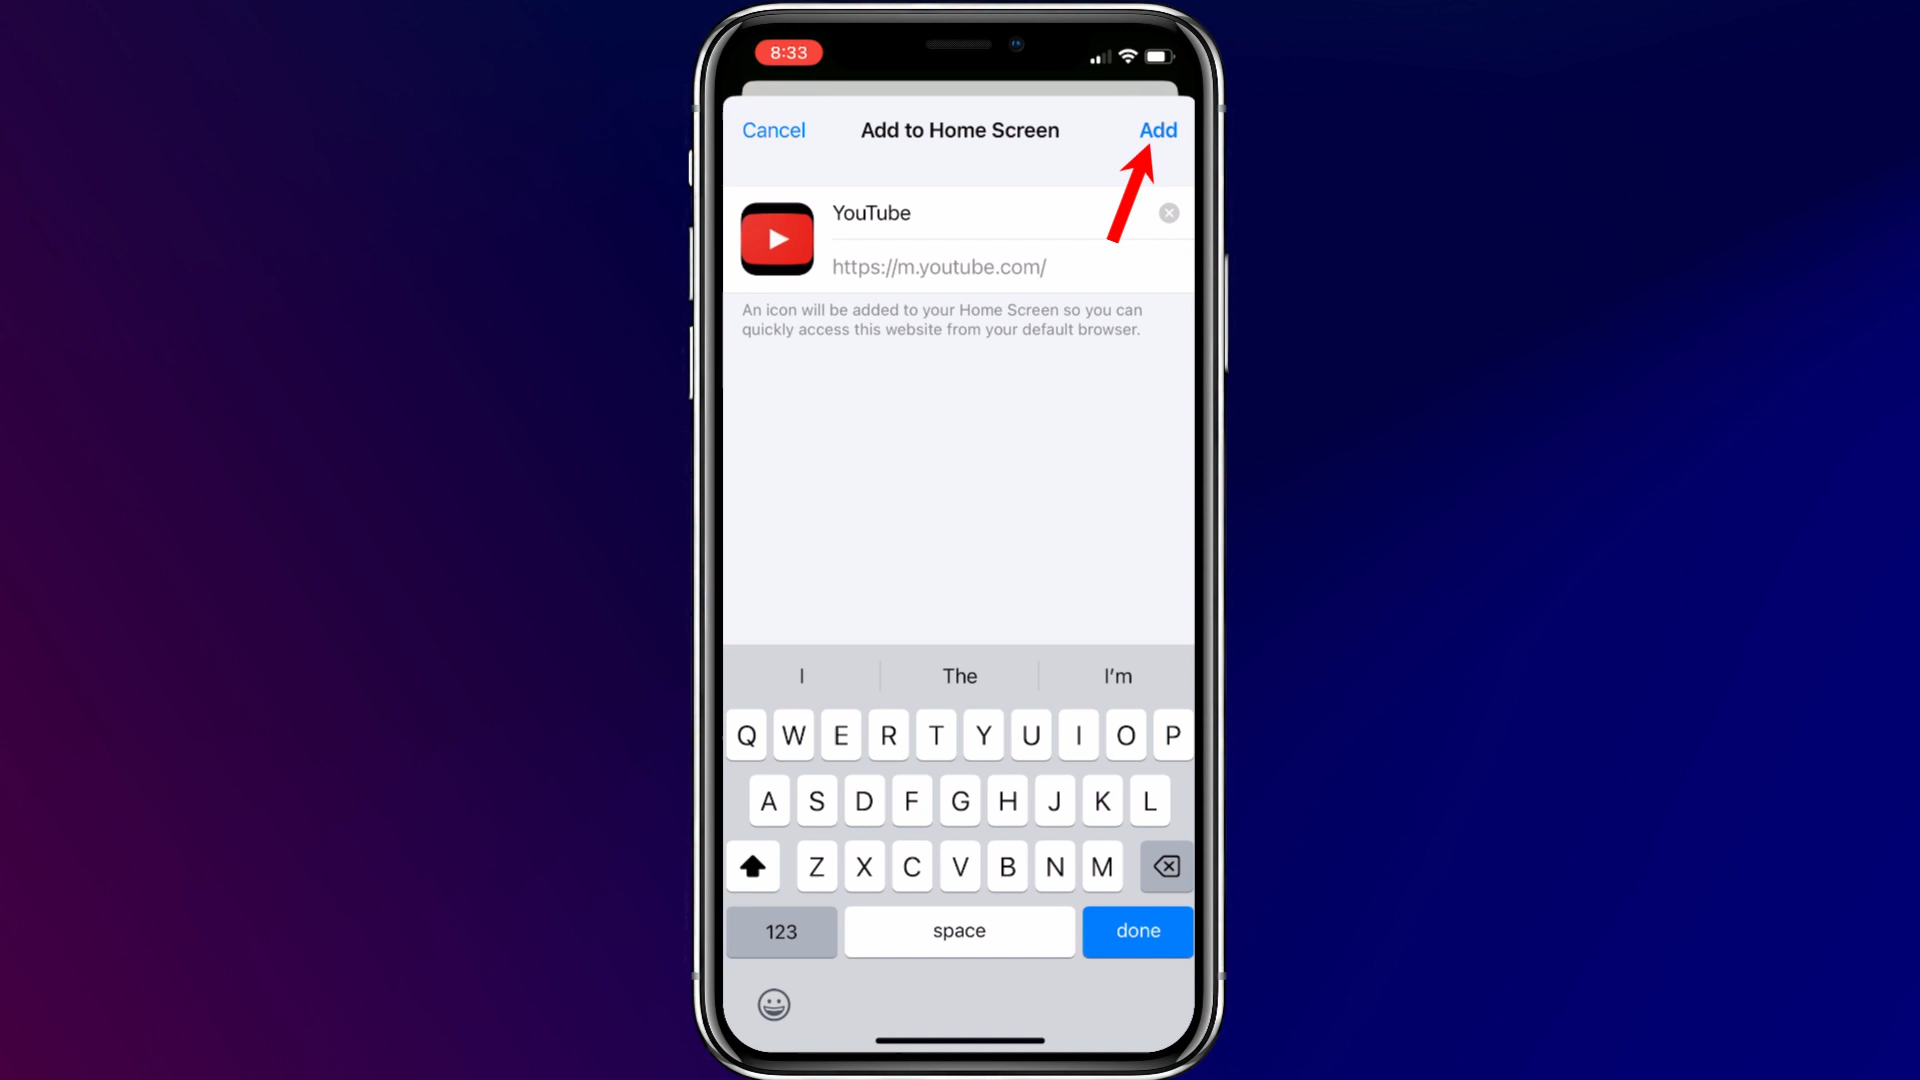 8:33
Cancel Add to Home Screen Add
YouTube
https://m.youtube.com/
An icon will be added to your Home Screen so you can
quickly access this website from your default browser.
I The I'm
Q W E R T Y U I O P
A S D F G H J K L
Z X C V B N M
123 space done